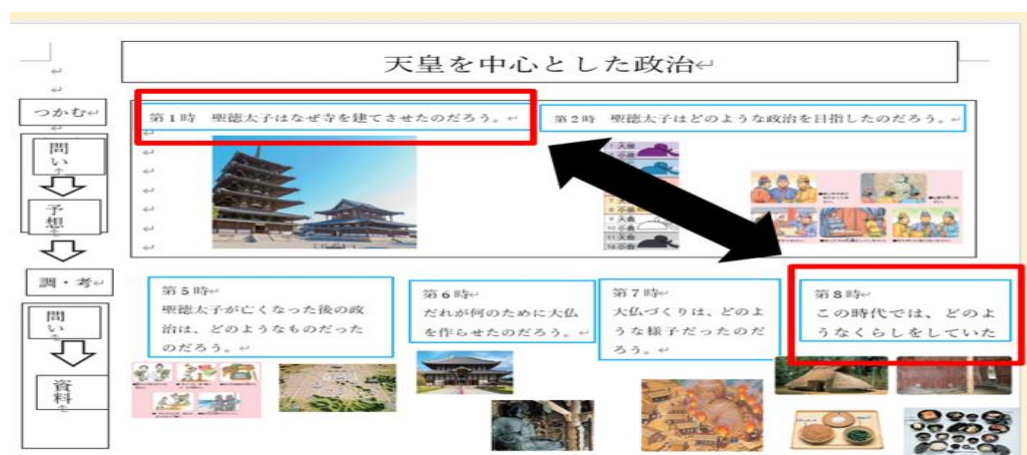 天皇を中心とした政治
つかむ
問い
予想
調・考
問い
資料
第1時　聖徳太子はなぜ寺を建てさせたのだろう。
第2時　聖徳太子はどのような政治を目指したのだろう。
第5時
聖徳太子が亡くなった後の政
治は、どのようなものだった
のだろう。
第6時
だれが何のために大仏
を作らせたのだろう。
第7時
大仏づくりは、どのよ
うな様子だったのだ
ろう。
第8時
この時代では、どのよ
うなくらしをしていた